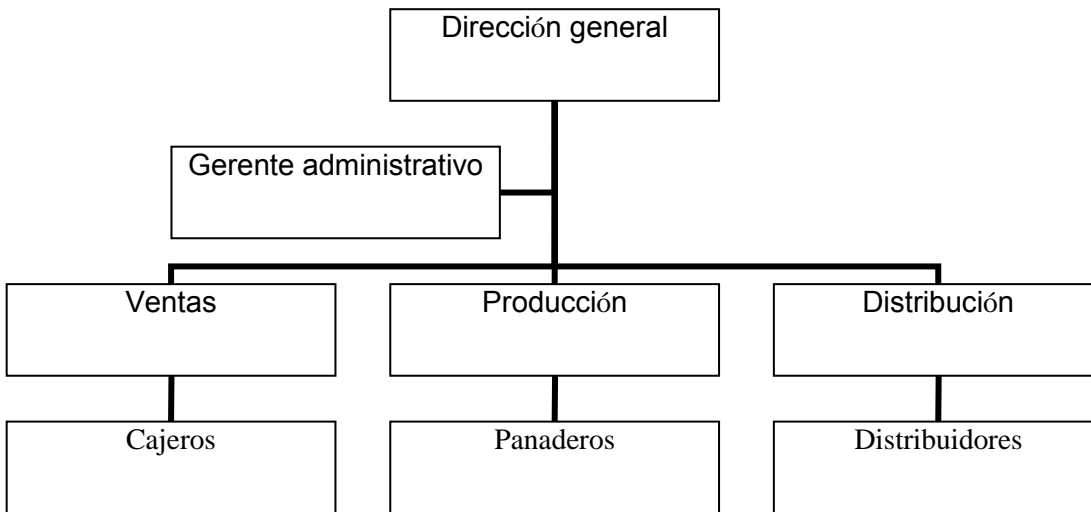 Dirección general
Gerente administrativo
Ventas
Producción
Distribución
Cajeros
Panaderos
Distribuidores